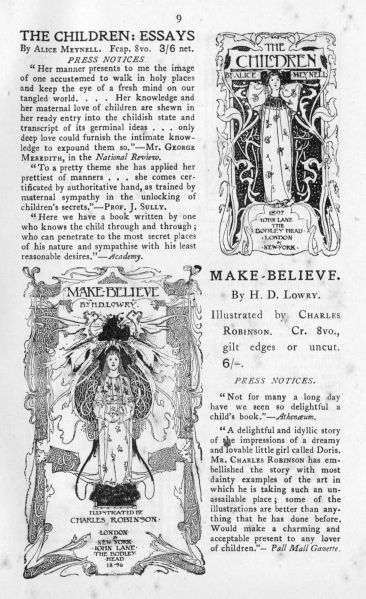 9
THE CHILDREN: ESSAYS
By ALICE MEYNELL. Fcap. 8vo. 3/6 net.
PRESS NOTICES
"Her manner presents to me the image
of one accustomed to walk in holy places
and keep the eye of a fresh mind on our
tangled world. . . . Her knowledge and
her maternal love of children are shewn in
her ready entry into the childish state and
transcript of its germinal ideas . . . only
deep love could furnish the intimate know-
ledge to expound them so."—Mr. GEORGE
MEREDITH, in the National Review.
"To a pretty theme she has applied her
prettiest of manners . . . she comes cer-
tificated by authoritative hand, as trained by
maternal sympathy in the unlocking of
children's secrets."—PROF. J. SULLY.
"Here we have a book written by one
who knows the child through and through;
who can penetrate to the most secret places
of his nature and sympathise with his least
reasonable desires."—Academy.
THE
CHILDREN
BY ALICE MEYNELL
1897
JOHN LANE
THE
BODLEY HEAD
LONDON
&
NEW-YORK
MAKE-BELIEVE
BY H.D. LOWRY
ILLUSTRATED BY
CHARLES ROBINSON
LONDON
&
NEW YORK
JOHN LANE
THE BODLEY
HEAD
18-96
MAKE-BELIEVE.
By H. D. LOWRY.
Illustrated by CHARLES
ROBINSON. Cr. 8vo.,
gilt edges or uncut.
6/-.
PRESS NOTICES.
"Not for many a long day
have we seen so delightful a
child's book."—Athenæum.
"A delightful and idyllic story
of the impressions of a dreamy
and lovable little girl called Doris.
MR. CHARLES ROBINSON has em-
bellished the story with most
dainty examples of the art in
which he is taking such an un-
assailable place; some of the
illustrations are better than any-
thing that he has done before.
Would make a charming and
acceptable present to any lover
of children."—Pall Mall Gazette.